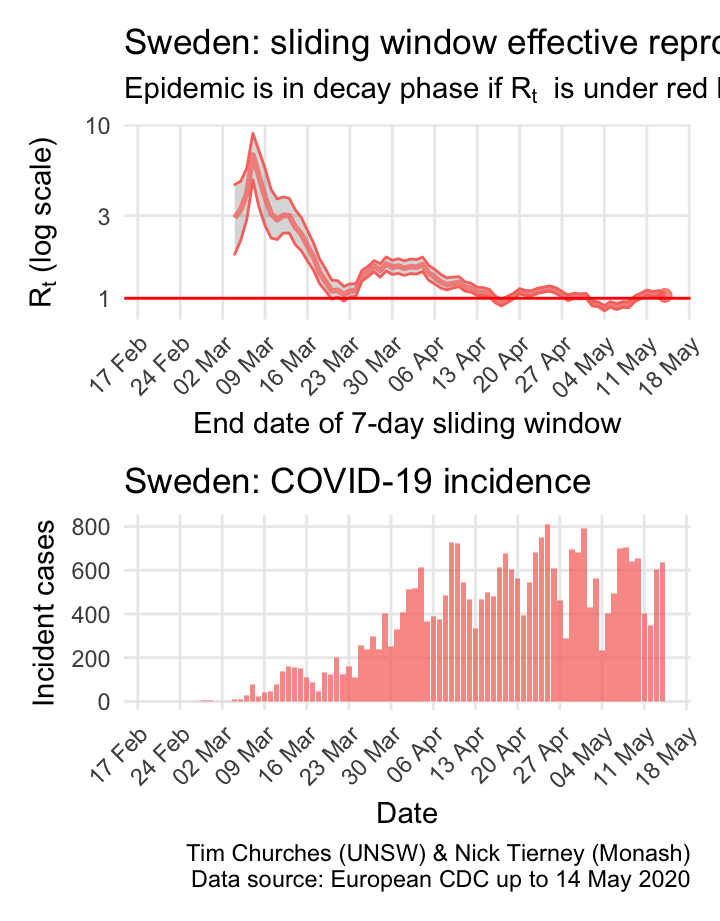 Sweden: sliding window effective repro
Epidemic is in decay phase if Rt is under red l
10
3
1
Rt (log scale)
17 Feb
24 Feb
02 Mar
09 Mar
16 Mar
23 Mar
30 Mar
06 Apr
13 Apr
20 Apr
27 Apr
04 May
11 May
18 May
End date of 7-day sliding window
Sweden: COVID-19 incidence
800
600
400
200
0
Incident cases
17 Feb
24 Feb
02 Mar
09 Mar
16 Mar
23 Mar
30 Mar
06 Apr
13 Apr
20 Apr
27 Apr
04 May
11 May
18 May
Date
Tim Churches (UNSW) & Nick Tierney (Monash)
Data source: European CDC up to 14 May 2020